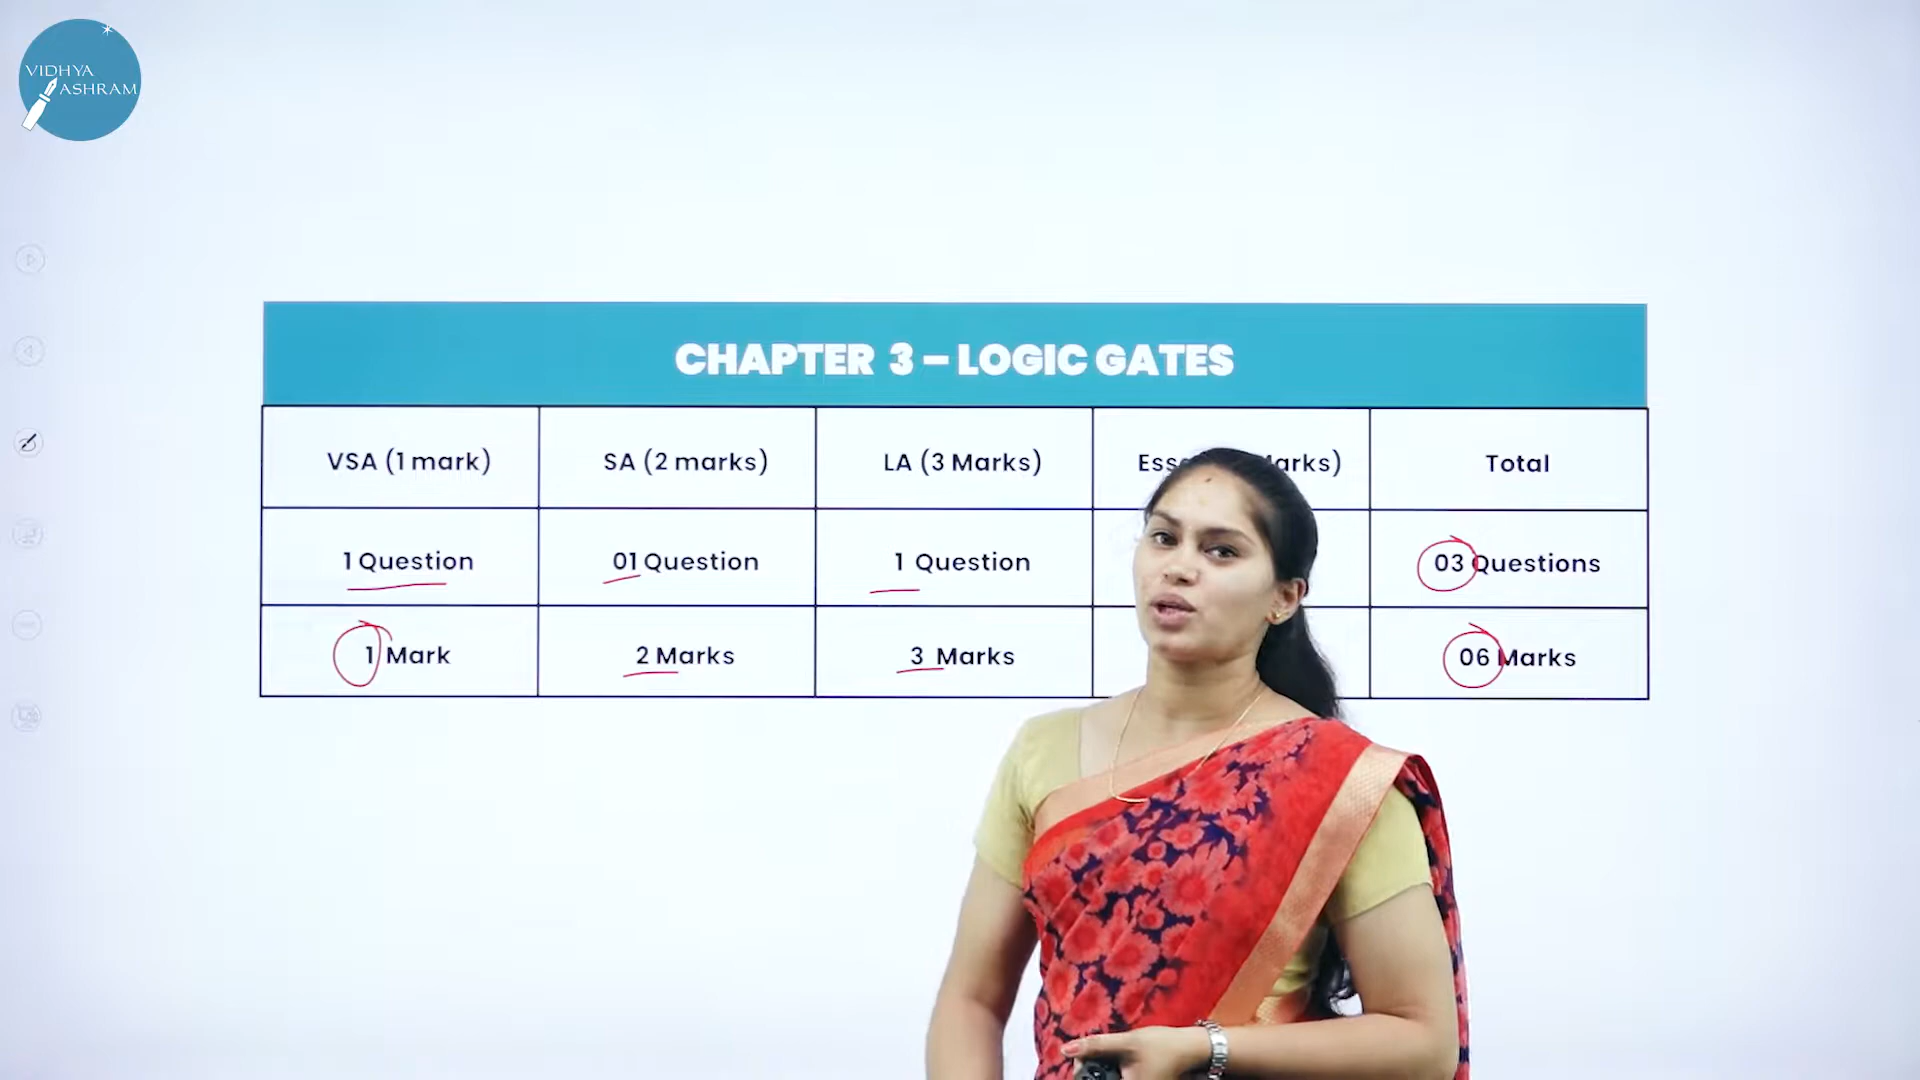 VIDHYA
ASHRAM
CHAPTER 3 – LOGIC GATES
VSA (1 mark)
SA (2 marks)
LA (3 Marks)
Total
1 Question
01 Question
1 Question
03 Questions
1 Mark
2 Marks
3 Marks
06 Marks